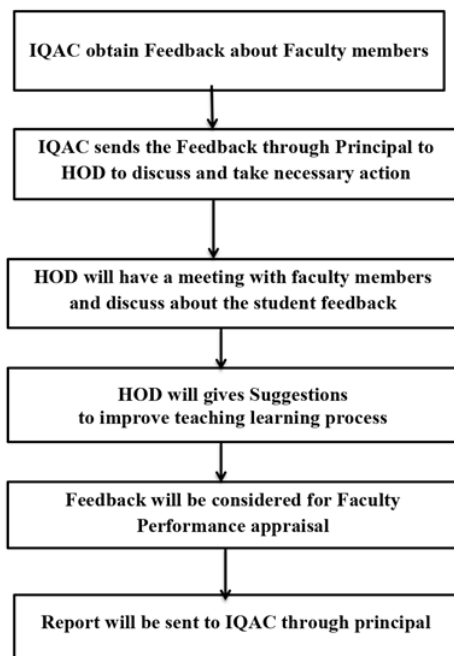 IQAC obtain Feedback about Faculty members
IQAC sends the Feedback through Principal to
HOD to discuss and take necessary action
HOD will have a meeting with faculty members
and discuss about the student feedback
HOD will gives Suggestions
to improve teaching learning process
Feedback will be considered for Faculty
Performance appraisal
Report will be sent to IQAC through principal